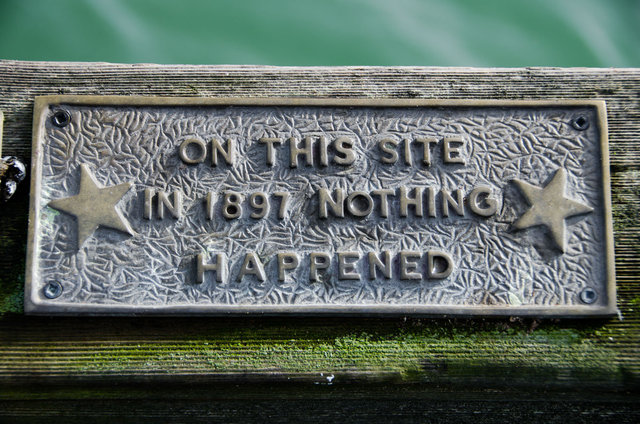 ON THIS SITE
IN 1897 NOTHING
HAPPENED